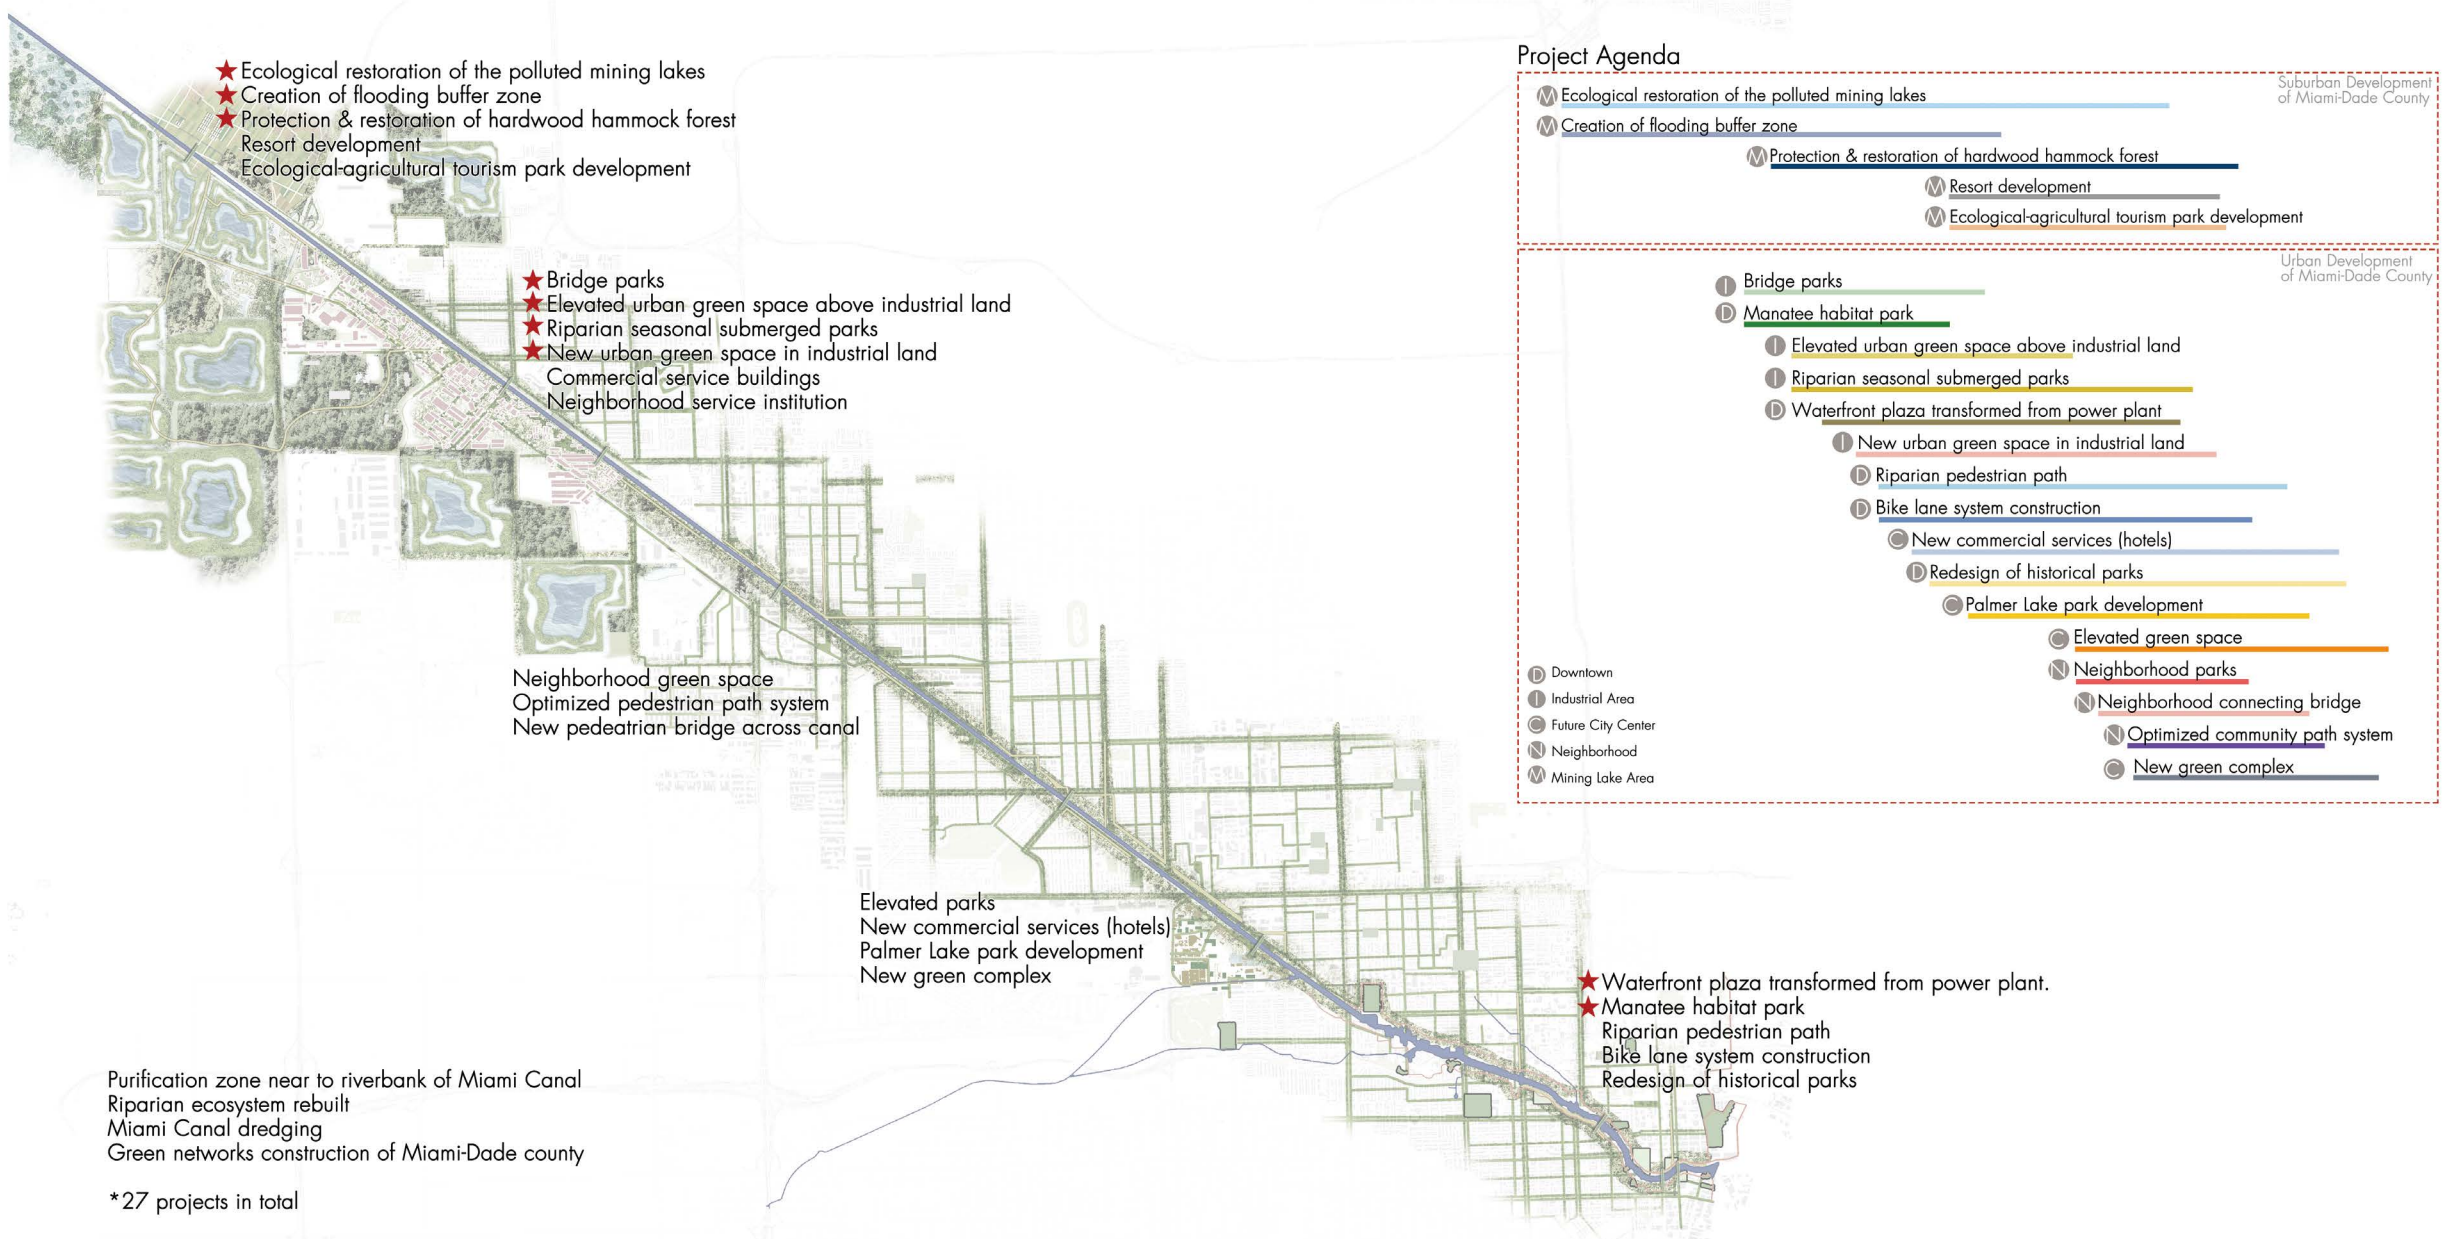 Ecological restoration of the polluted mining lakes
Creation of flooding buffer zone
Protection & restoration of hardwood hammock forest
Resort development
Ecological-agricultural tourism park development
Bridge parks
Elevated urban green space above industrial land
Riparian seasonal submerged parks
New urban green space in industrial land
Commercial service buildings
Neighborhood service institution
Neighborhood green space
Optimized pedestrian path system
New pedeatrian bridge across canal
Elevated parks
New commercial services (hotels)
Palmer Lake park development
New green complex
Waterfront plaza transformed from power plant.
Manatee habitat park
Riparian pedestrian path
Bike lane system construction
Redesign of historical parks
Purification zone near to riverbank of Miami Canal
Riparian ecosystem rebuilt
Miami Canal dredging
Green networks construction of Miami-Dade county
*27 projects in total
Project Agenda
Suburban Development
of Miami-Dade County
M Ecological restoration of the polluted mining lakes
M Creation of flooding buffer zone
M Protection & restoration of hardwood hammock forest
M Resort development
M Ecological-agricultural tourism park development
Urban Development
of Miami-Dade County
I Bridge parks
D Manatee habitat park
I Elevated urban green space above industrial land
I Riparian seasonal submerged parks
D Waterfront plaza transformed from power plant
I New urban green space in industrial land
D Riparian pedestrian path
D Bike lane system construction
C New commercial services (hotels)
D Redesign of historical parks
C Palmer Lake park development
C Elevated green space
N Neighborhood parks
N Neighborhood connecting bridge
N Optimized community path system
C New green complex
D Downtown
I Industrial Area
C Future City Center
N Neighborhood
M Mining Lake Area